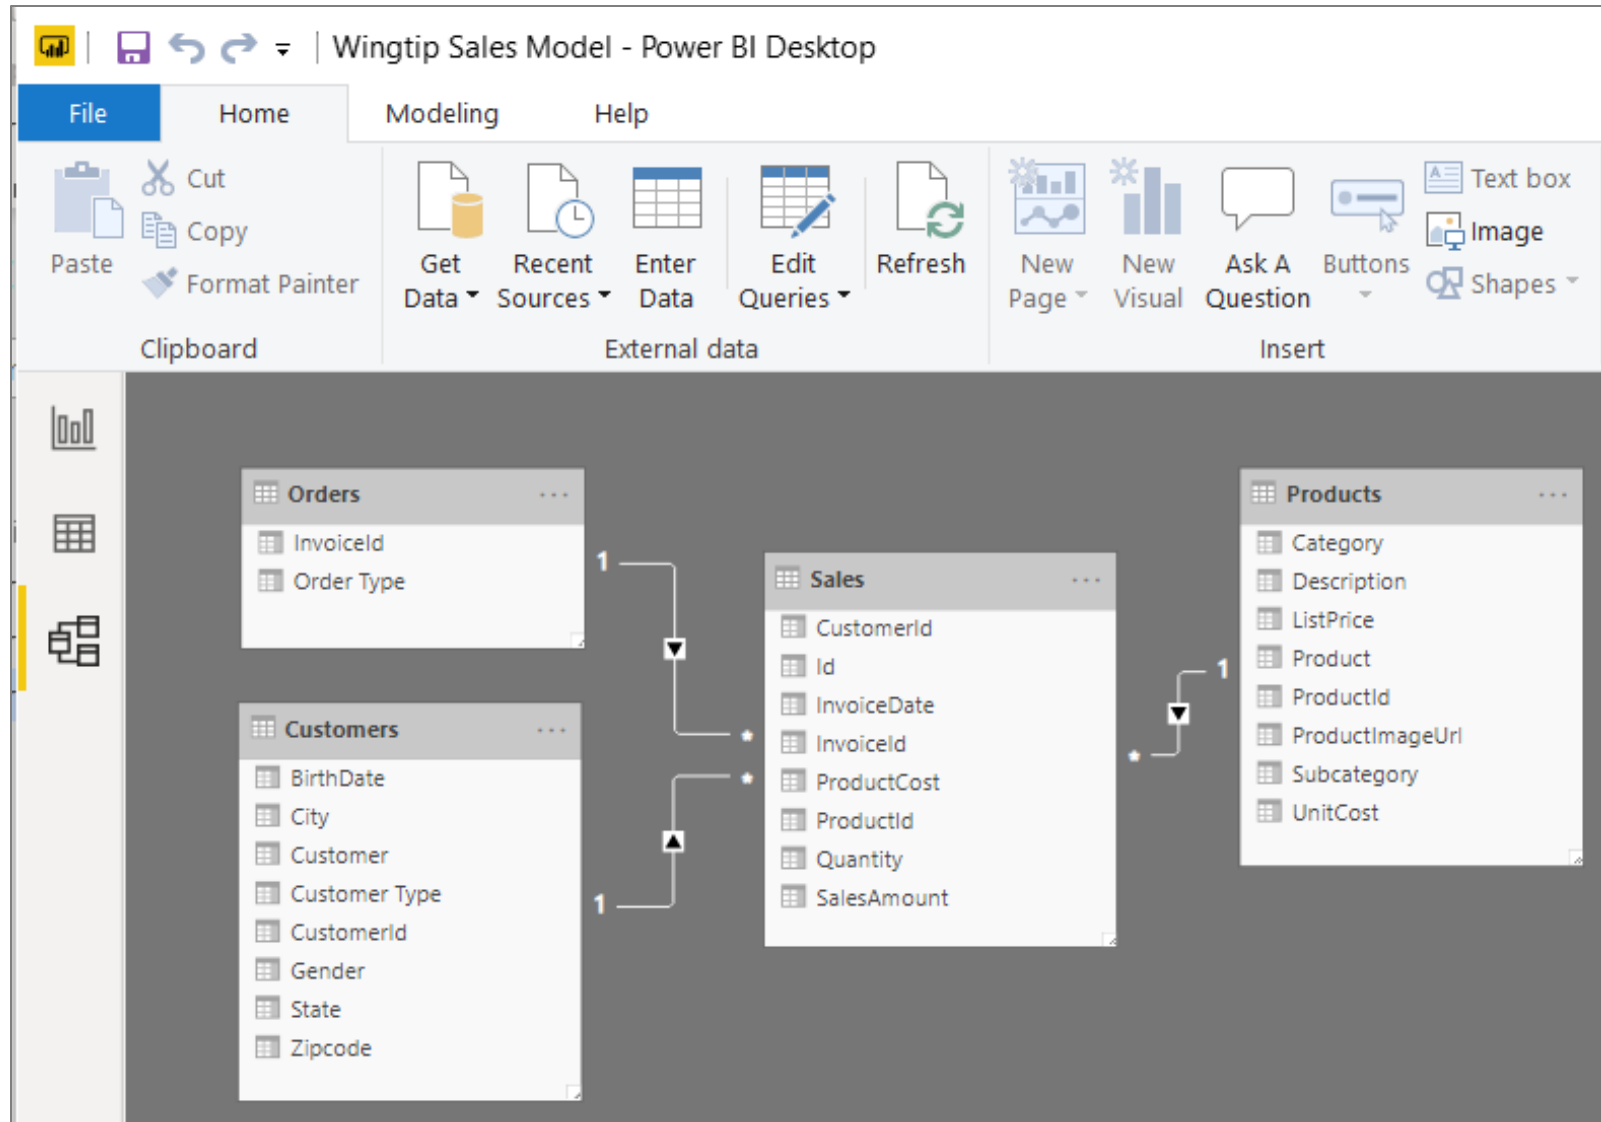 Wingtip Sales Model - Power BI Desktop
File Home Modeling Help
Paste
Cut
Copy
Format Painter
Clipboard
Get Data
Recent Sources
Enter Data
Edit Queries
Refresh
External data
New Page
New Visual
Ask A Question
Buttons
Text box
Image
Shapes
Insert
Orders
InvoiceId
Order Type
Customers
BirthDate
City
Customer
Customer Type
CustomerId
Gender
State
Zipcode
1
*
1
*
Sales
CustomerId
Id
InvoiceDate
InvoiceId
ProductCost
ProductId
Quantity
SalesAmount
*
1
Products
Category
Description
ListPrice
Product
ProductId
ProductImageUrl
Subcategory
UnitCost